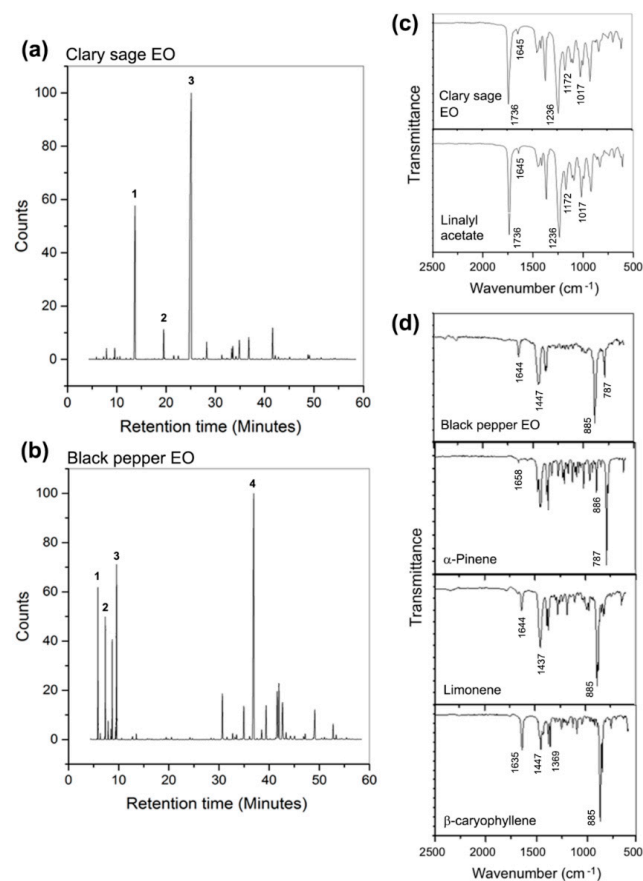 (a)
Clary sage EO
Counts
100
80
60
40
20
0
1
2
3
0 10 20 30 40 50 60
Retention time (Minutes)
(b)
Black pepper EO
Counts
100
80
60
40
20
0
1
2
3
4
0 10 20 30 40 50 60
Retention time (Minutes)
(c)
Transmittance
Clary sage
EO
1736
1645
1236
1172
1017
Linalyl
acetate
1736
1645
1236
1172
1017
2500 2000 1500 1000 500
Wavenumber (cm-1)
(d)
Transmittance
Black pepper EO
1644
1447
885
787
α-Pinene
1658
886
787
Limonene
1644
1437
885
β-caryophyllene
1635
1447
1369
885
2500 2000 1500 1000 500
Wavenumber (cm-1)